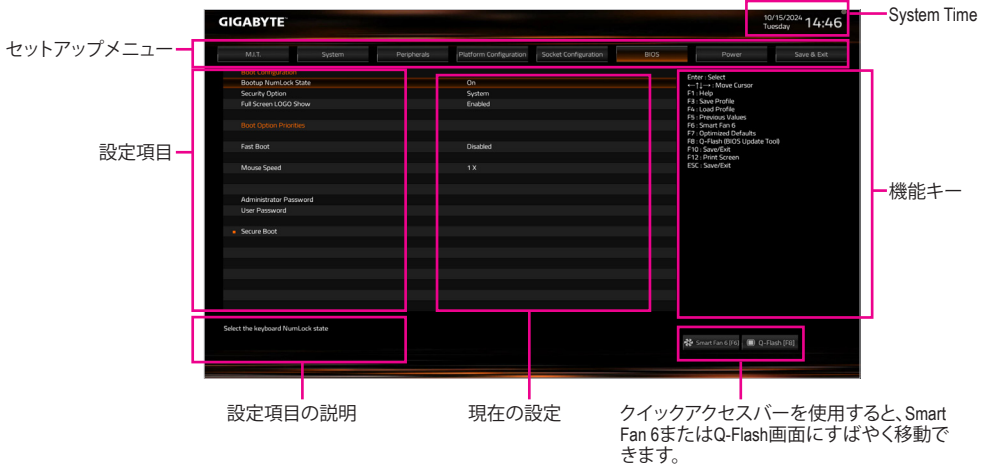 GIGABYTE™
10/15/2024
Tuesday
14:46
System Time
セットアップメニュー
M.I.T. System Peripherals Platform Configuration Socket Configuration BIOS Power Save & Exit
Boot Configuration
Bootup NumLock State On
Security Option System
Full Screen LOGO Show Enabled
Boot Option Priorities
Fast Boot Disabled
Mouse Speed 1 X
Administrator Password
User Password
Secure Boot
設定項目
Enter : Select
←↑↓→ : Move Cursor
F1 : Help
F3 : Save Profile
F4 : Load Profile
F5 : Previous Values
F6 : Smart Fan 6
F7 : Optimized Defaults
F8 : Q-Flash (BIOS Update Tool)
F10 : Save/Exit
F12 : Print Screen
ESC : Save/Exit
機能キー
Select the keyboard NumLock state
Smart Fan 6 [F6] Q-Flash [F8]
設定項目の説明
現在の設定
クイックアクセスバーを使用すると、Smart
Fan 6またはQ-Flash画面にすばやく移動で
きます。